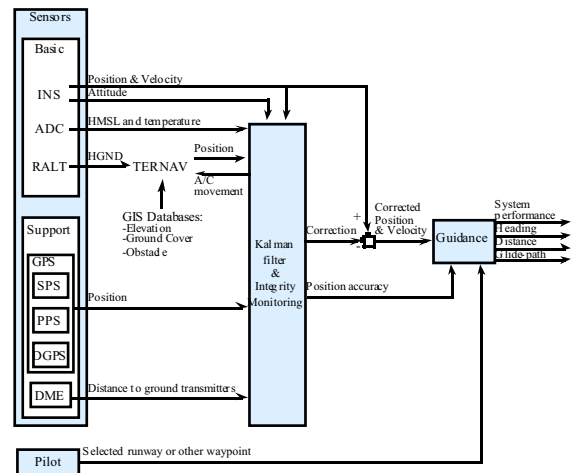 Sensors
Basic
INS
ADC
RALT
Position & Velocity
Attitude
HMSL and temperature
HGND
TERNAV
Position
A/C
movement
GIS Databases:
-Elevation
-Ground Cover
-Obstacle
Support
GPS
SPS
PPS
DGPS
DME
Position
Distance to ground transmitters
Kalman
filter
&
Integrity
Monitoring
Correction
+
-
Corrected
Position
& Velocity
Position accuracy
Guidance
System
performance
Heading
Distance
Glide-path
Pilot
Selected runway or other waypoint